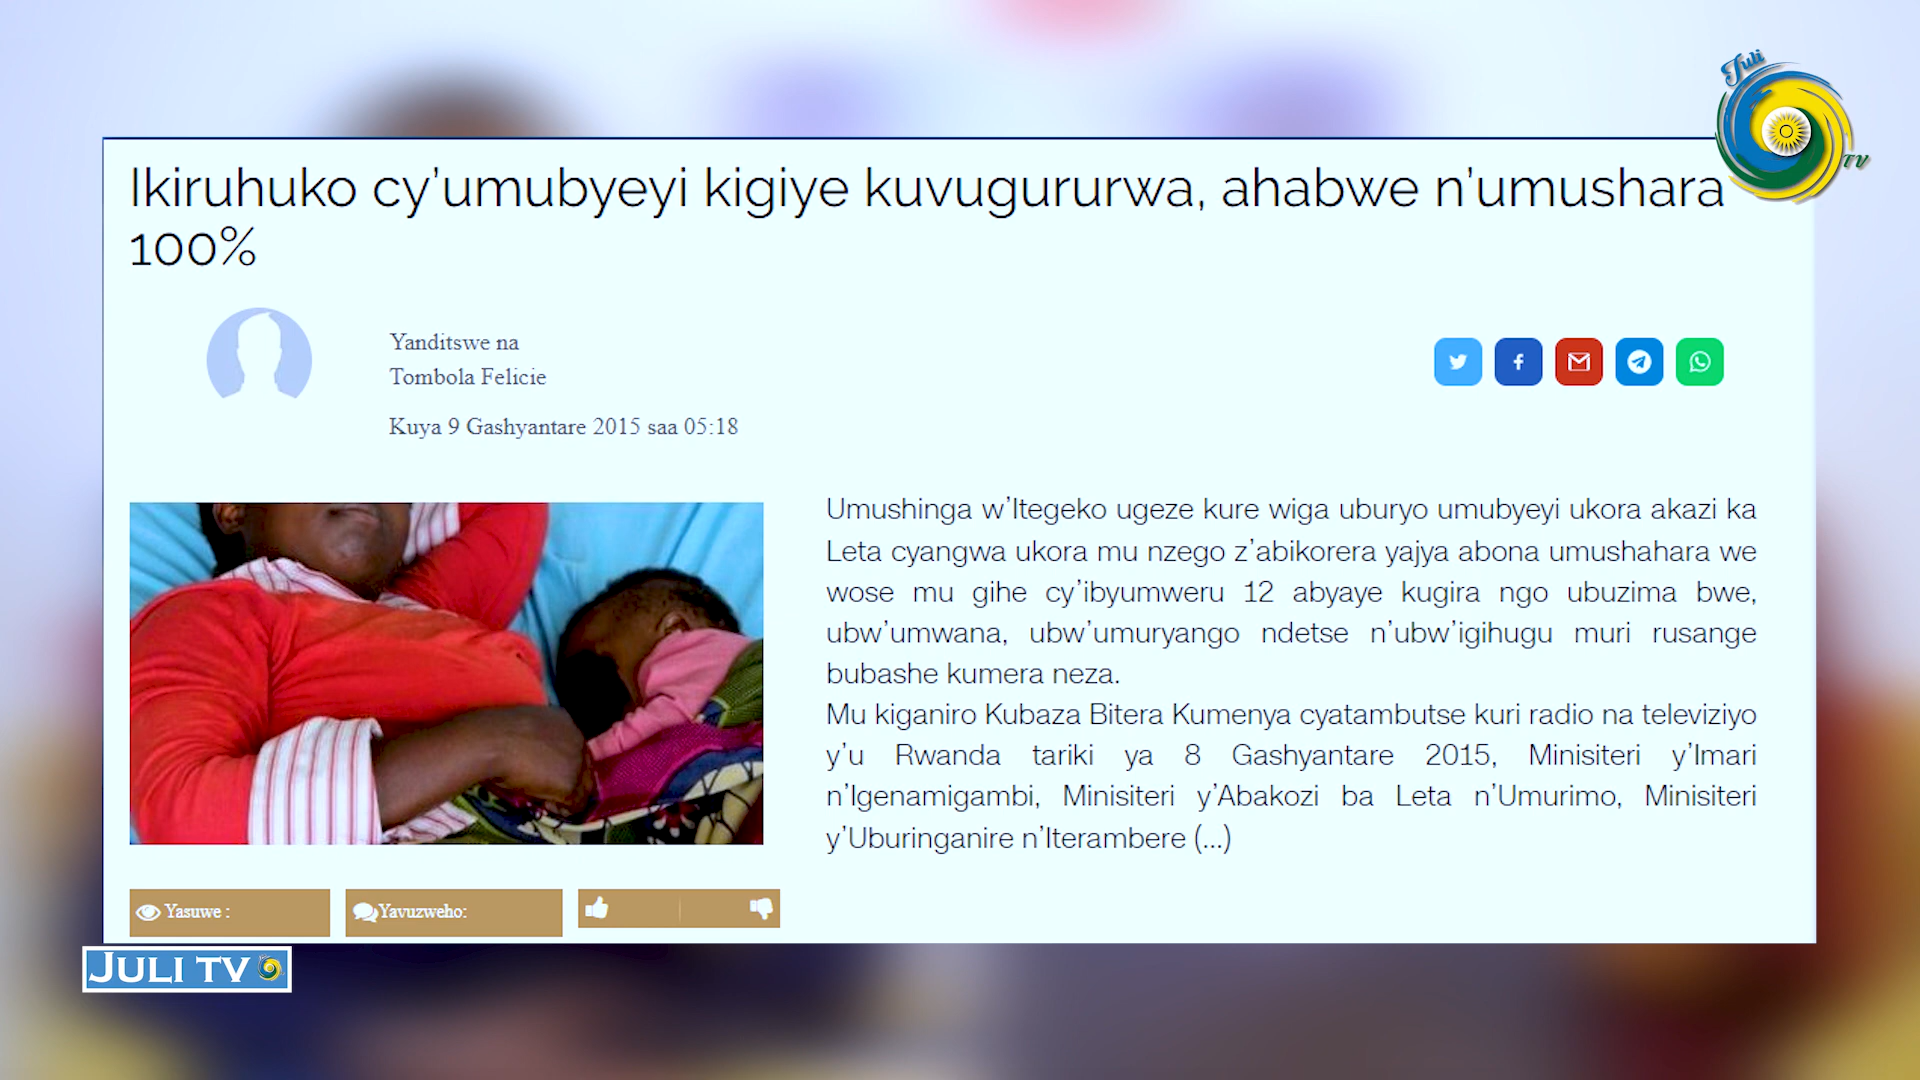 Juli
TV
Ikiruhuko cy’umubyeyi kigiye kuvugururwa, ahabwe n’umushara
100%
Yanditswe na
Tombola Felicie
Kuya 9 Gashyantare 2015 saa 05:18
Umushinga w’Itegeko ugeze kure wiga uburyo umubyeyi ukora akazi ka
Leta cyangwa ukora mu nzego z’abikorera yajya abona umushahara we
wose mu gihe cy’ibyumweru 12 abyaye kugira ngo ubuzima bwe,
ubw’umwana, ubw’umuryango ndetse n’ubw’igihugu muri rusange
bubashe kumera neza.
Mu kiganiro Kubaza Bitera Kumenya cyatambutse kuri radio na televiziyo
y’u Rwanda tariki ya 8 Gashyantare 2015, Minisiteri y’Imari
n’Igenamigambi, Minisiteri y’Abakozi ba Leta n’Umurimo, Minisiteri
y’Uburinganire n’Iterambere (...)
Yasuwe :
Yavuzweho:
JULI TV